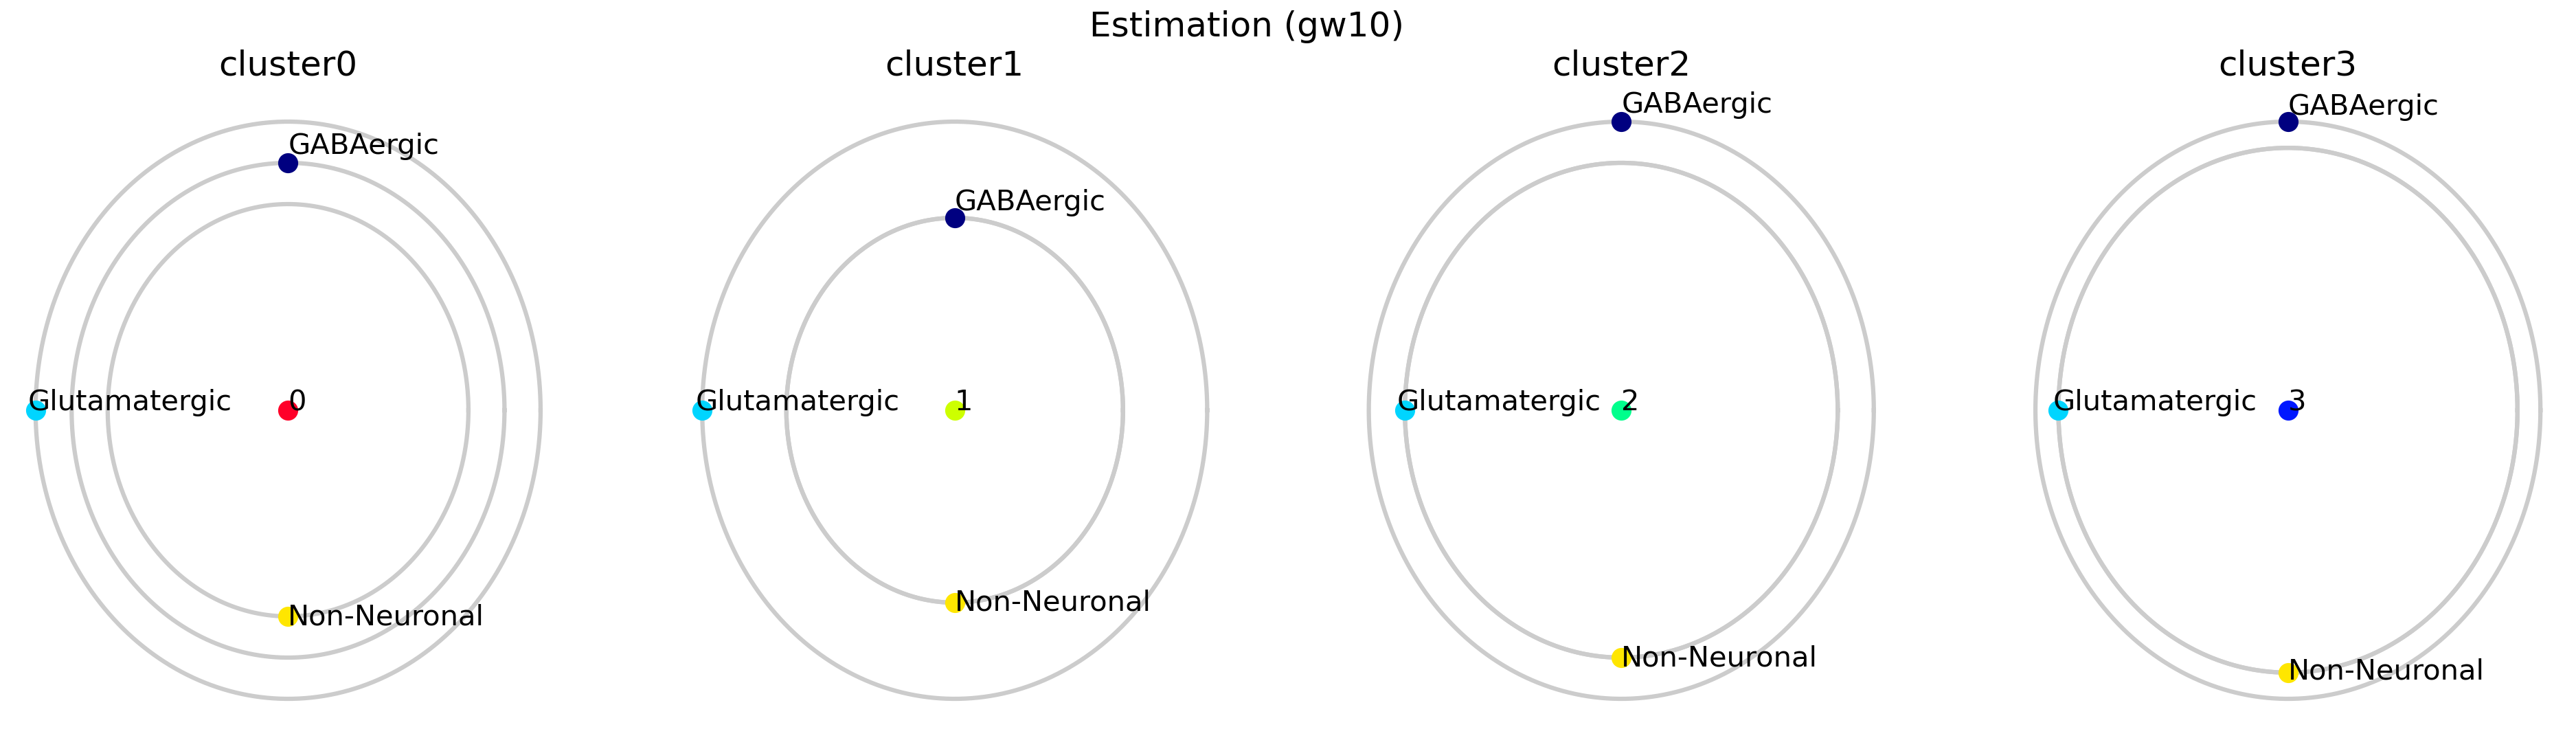 Estimation (gw10)
cluster0
GABAergic
Glutamatergic
0
Non-Neuronal
cluster1
GABAergic
Glutamatergic
1
Non-Neuronal
cluster2
GABAergic
Glutamatergic
2
Non-Neuronal
cluster3
GABAergic
Glutamatergic
3
Non-Neuronal